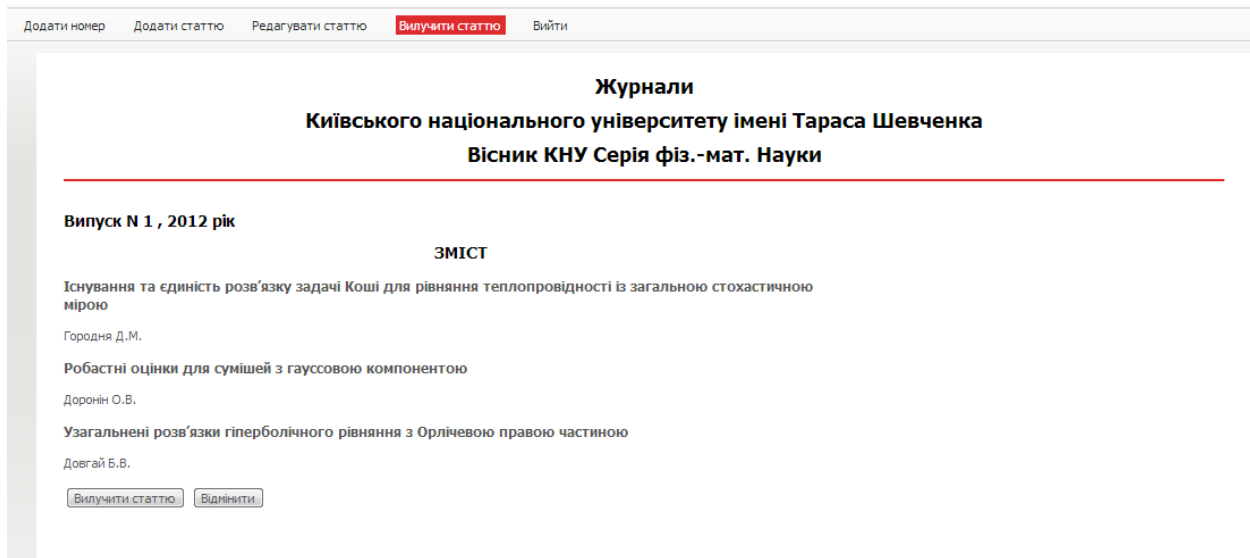 Додати номер Додати статтю Редагувати статтю Вилучити статтю Вийти
Журнали
Київського національного університету імені Тараса Шевченка
Вісник КНУ Серія фіз.-мат. Науки
Випуск N 1 , 2012 рік
ЗМІСТ
Існування та єдиність розв'язку задачі Коші для рівняння теплопровідності із загальною стохастичною
мірою
Городня Д.М.
Робастні оцінки для сумішей з гауссовою компонентою
Доронін О.В.
Узагальнені розв'язки гіперболічного рівняння з Орлічевою правою частиною
Довгай Б.В.
Вилучити статтю Відмінити